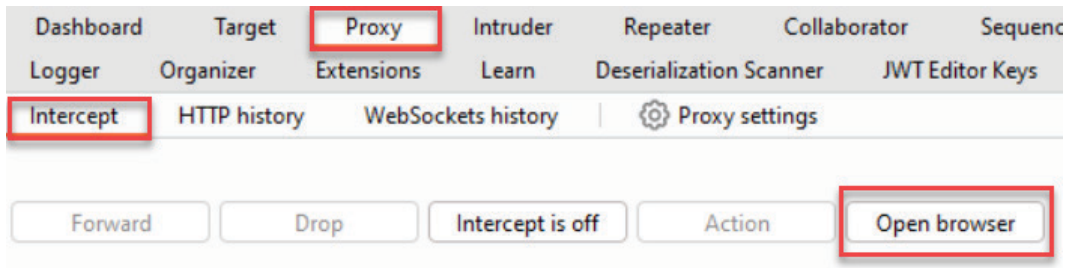 Dashboard Target Proxy Intruder Repeater Collaborator Sequenc
Logger Organizer Extensions Learn Deserialization Scanner JWT Editor Keys
Intercept HTTP history WebSockets history Proxy settings
Forward Drop Intercept is off Action Open browser